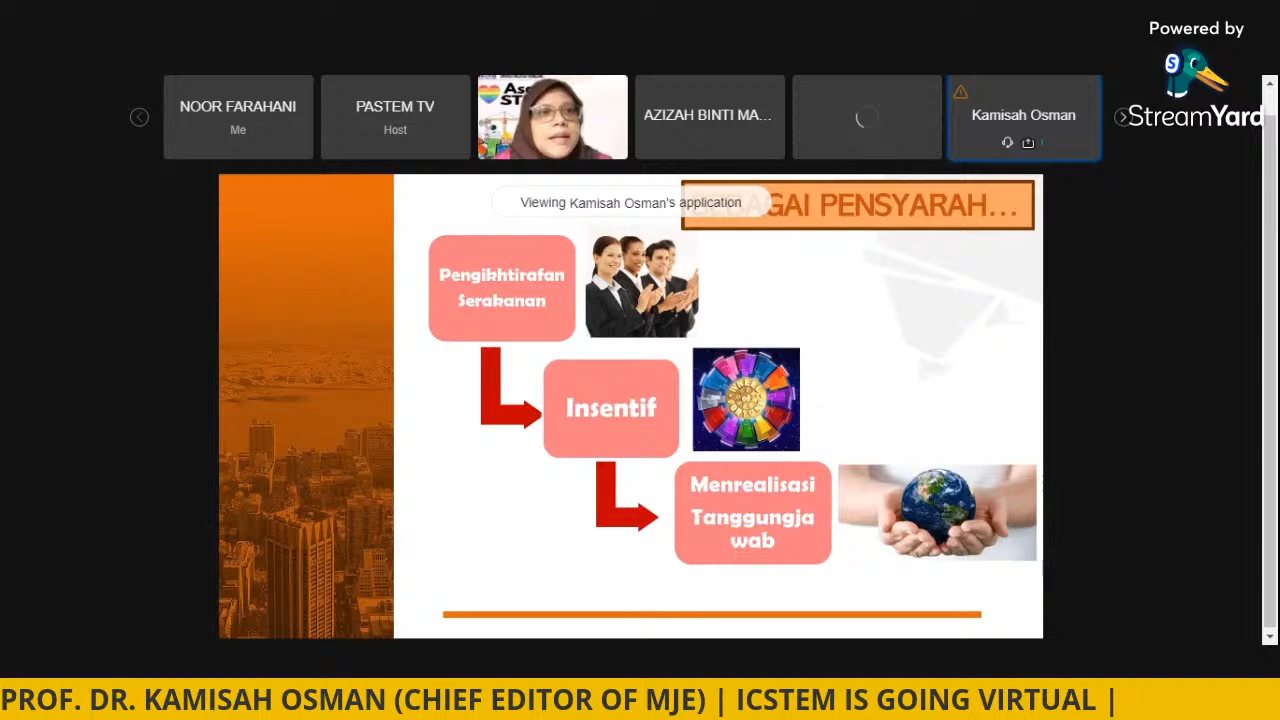 Powered by
StreamYard
NOOR FARAHANI
Me
PASTEM TV
Host
AZIZAH BINTI MA...
Kamisah Osman
Viewing Kamisah Osman's application
GAI PENSYARAH...
Pengikhtirafan
Serakanan
Insentif
Menrealisasi
Tanggungja
wab
PROF. DR. KAMISAH OSMAN (CHIEF EDITOR OF MJE) | ICSTEM IS GOING VIRTUAL |